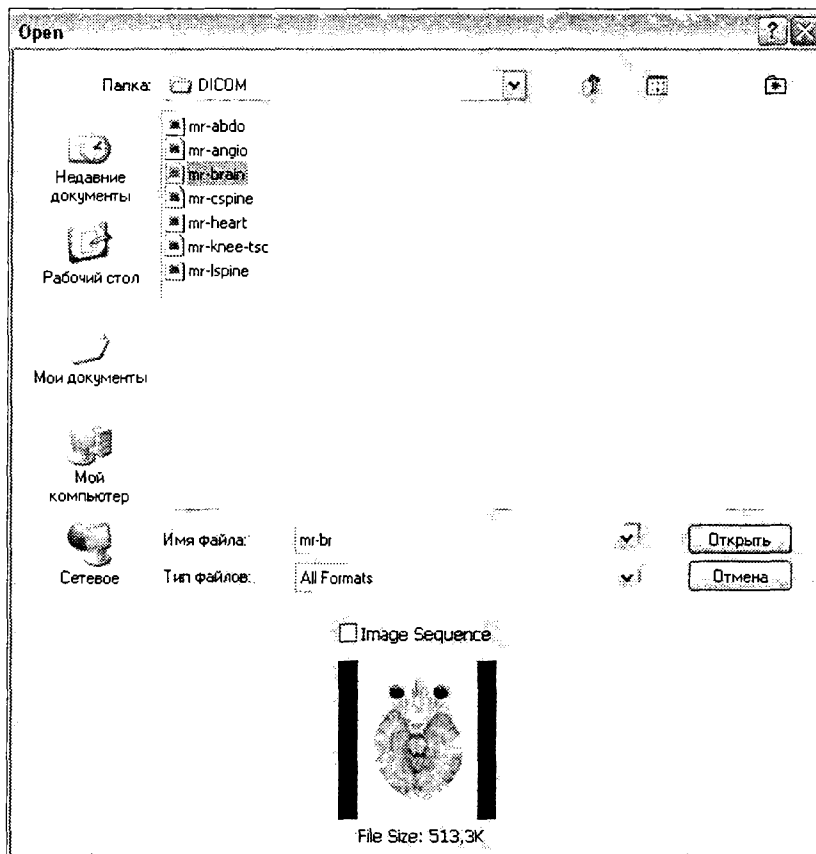 Open
Папка: DICOM
mr-abdo
mr-angio
mr-brain
mr-cspine
mr-heart
mr-knee-tsc
mr-lspine
Недавние
документы
Рабочий стол
Мои документы
Мой
компьютер
Сетевое
Имя файла: mr-br
Открыть
Тип файлов: All Formats
Отмена
Image Sequence
File Size: 513,3K